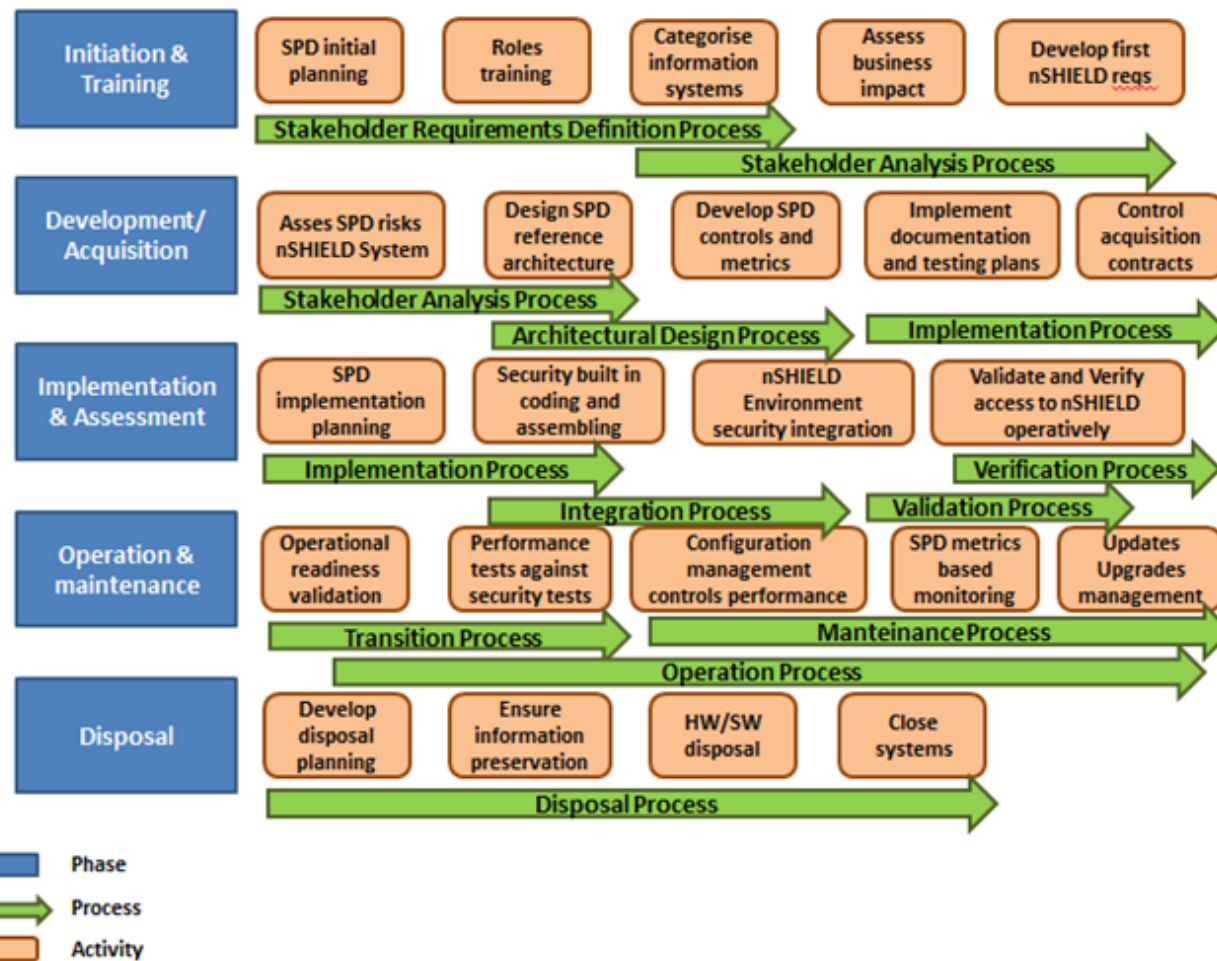 Initiation &
Training
SPD initial
planning
Roles
training
Categorise
information
systems
Assess
business
impact
Develop first
nSHIELD reqs
Stakeholder Requirements Definition Process
Stakeholder Analysis Process
Development/
Acquisition
Asses SPD risks
nSHIELD System
Design SPD
reference
architecture
Develop SPD
controls and
metrics
Implement
documentation
and testing plans
Control
acquisition
contracts
Stakeholder Analysis Process
Architectural Design Process
Implementation Process
Implementation
& Assessment
SPD
implementation
planning
Security built in
coding and
assembling
nSHIELD
Environment
security integration
Validate and Verify
access to nSHIELD
operatively
Implementation Process
Verification Process
Integration Process
Validation Process
Operation &
maintenance
Operational
readiness
validation
Performance
tests against
security tests
Configuration
management
controls performance
SPD metrics
based
monitoring
Updates
Upgrades
management
Transition Process
Manteinance Process
Operation Process
Disposal
Develop
disposal
planning
Ensure
information
preservation
HW/SW
disposal
Close
systems
Disposal Process
Phase
Process
Activity